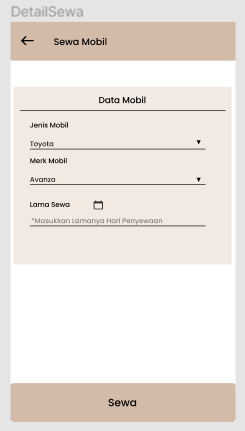 DetailSewa
Sewa Mobil
Data Mobil
Jenis Mobil
Toyota
Merk Mobil
Avanza
Lama Sewa
*Masukkan Lamanya Hari Penyewaan
Sewa